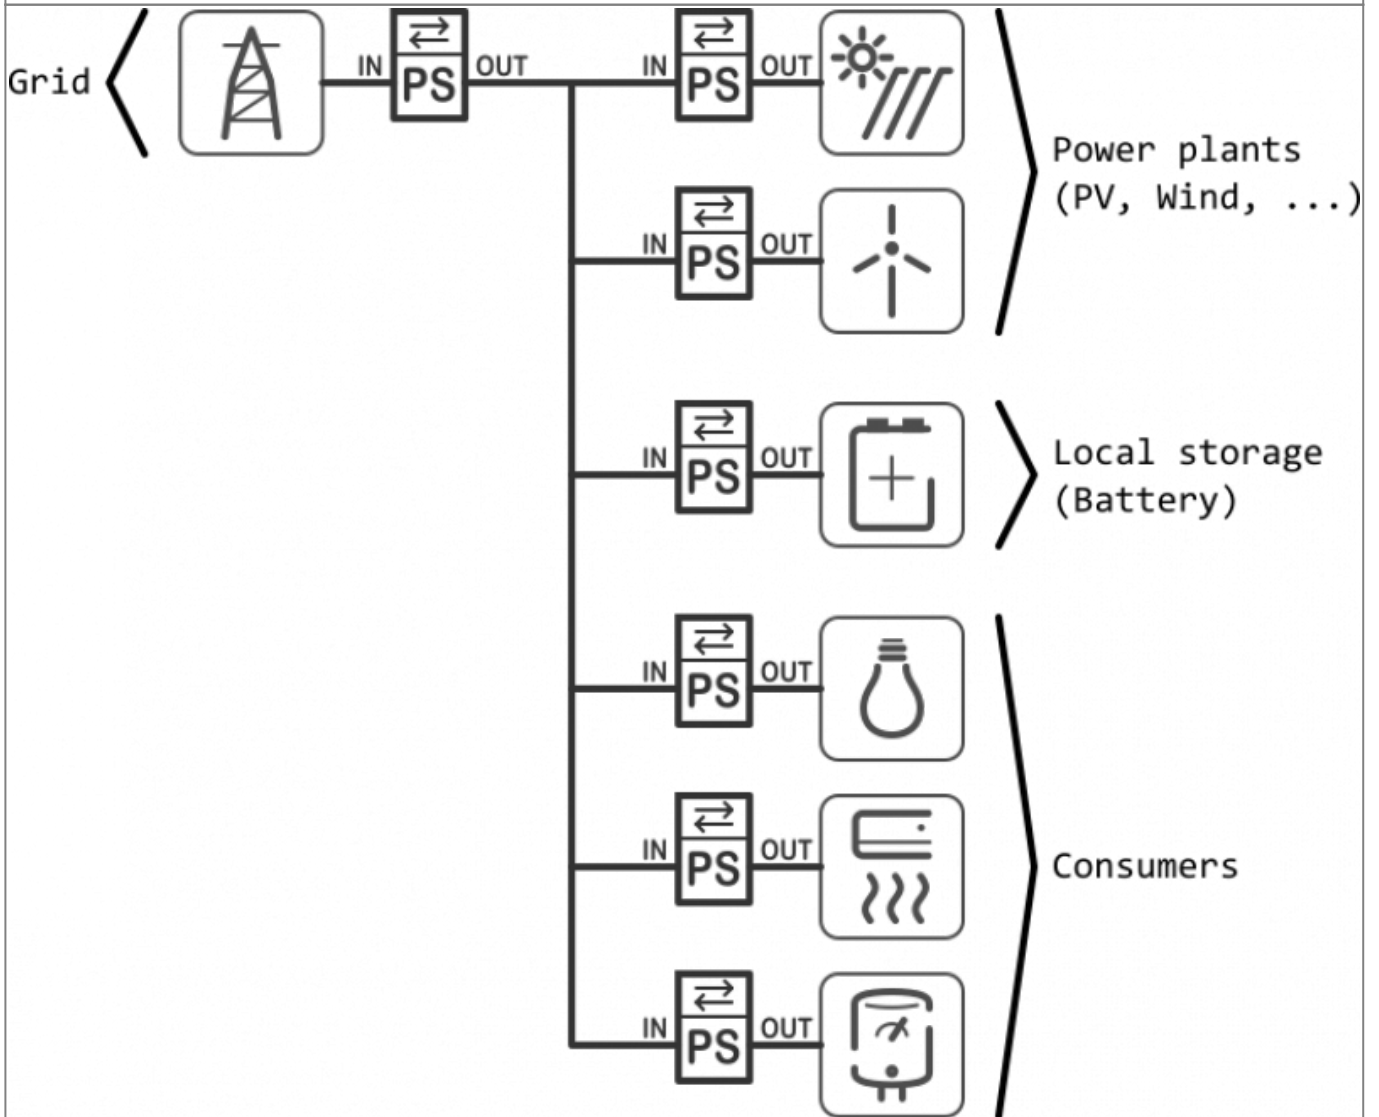 Grid
IN PS OUT
IN PS OUT
Power plants
(PV, Wind, ...)
IN PS OUT
Local storage
(Battery)
IN PS OUT
IN PS OUT
Consumers
IN PS OUT
IN PS OUT